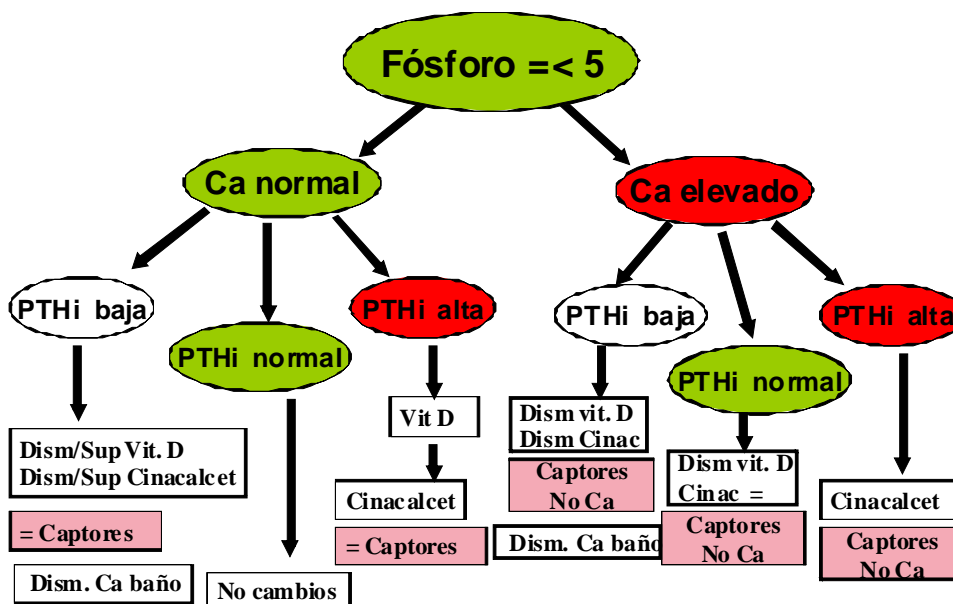 Fósforo =< 5
Ca normal
Ca elevado
PTHi baja
PTHi normal
PTHi alta
PTHi baja
PTHi normal
PTHi alta
Dism/Sup Vit. D
Dism/Sup Cinacalcet
= Captores
Dism. Ca baño
No cambios
Vit D
Cinacalcet
= Captores
Dism vit. D
Dism Cinac
Captores
No Ca
Dism. Ca baño
Dism vit. D
Cinac =
Captores
No Ca
Cinacalcet
Captores
No Ca